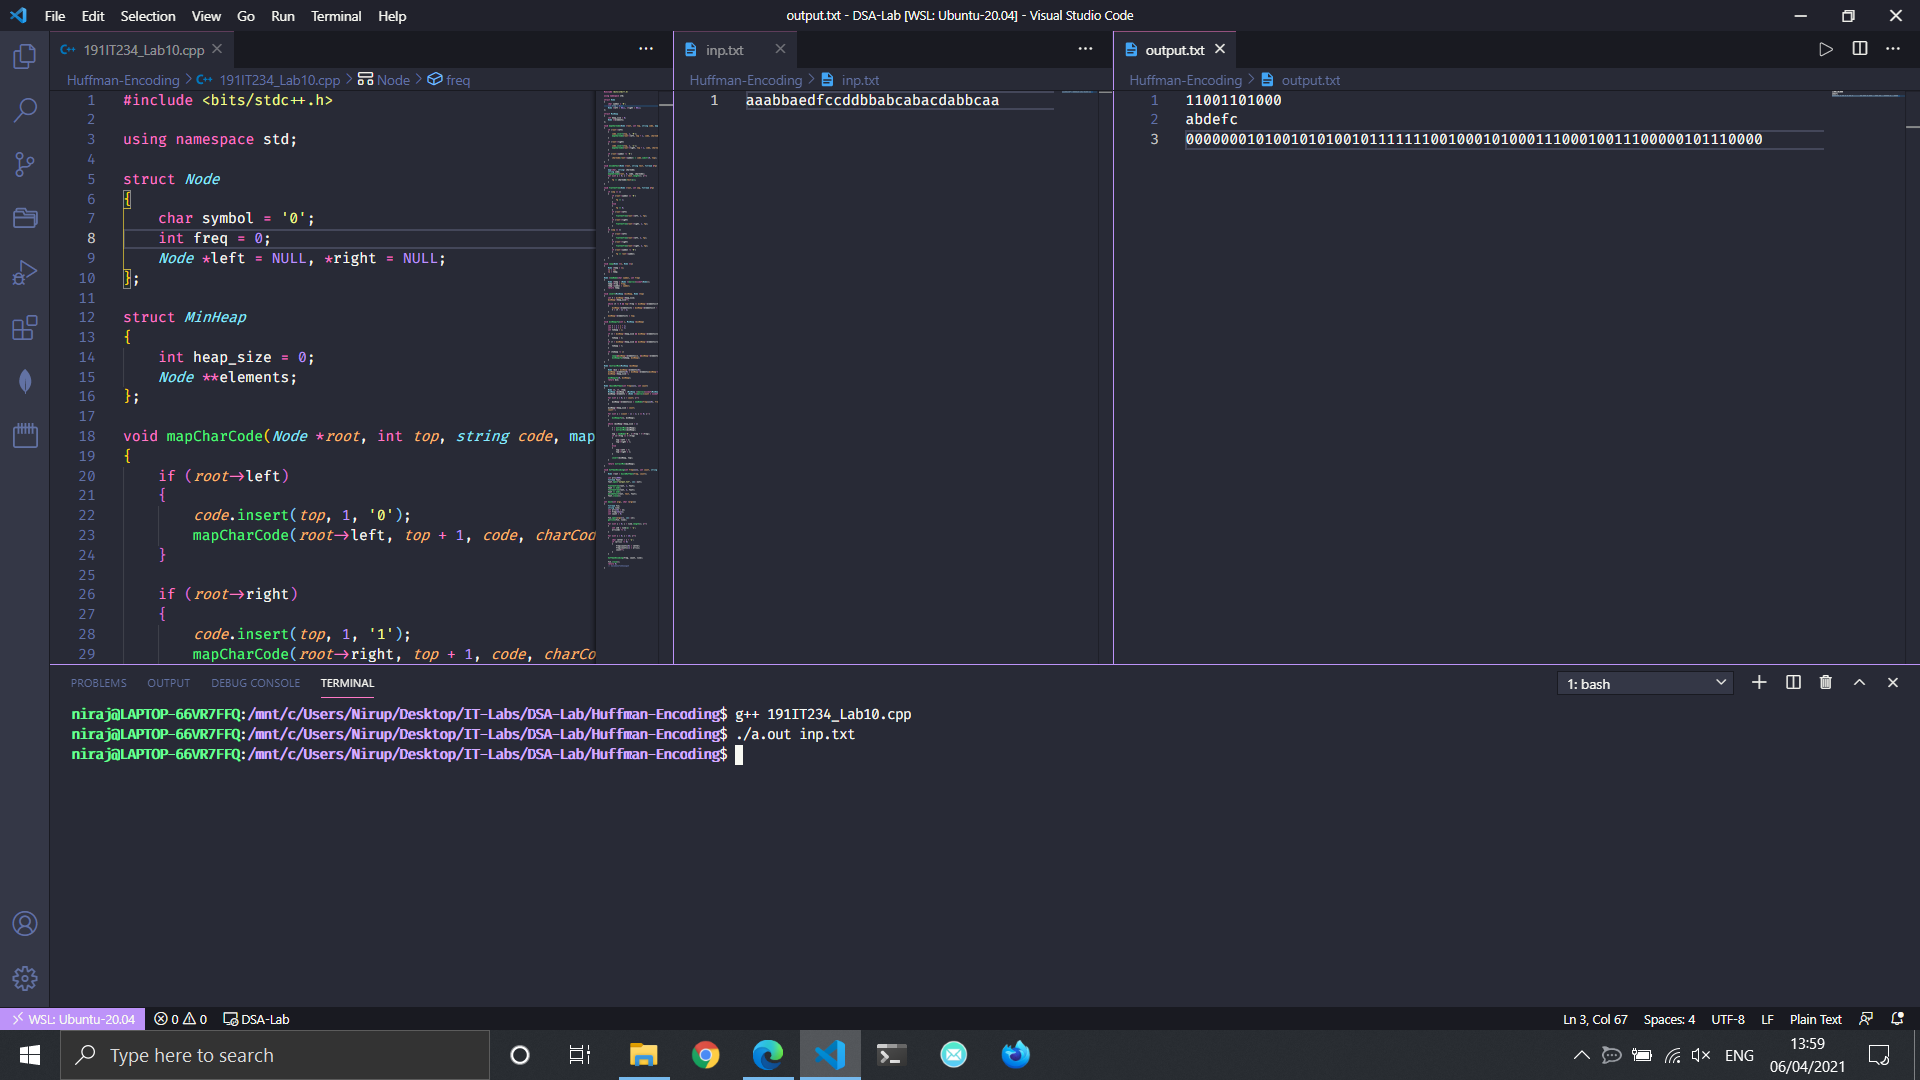 File Edit Selection View Go Run Terminal Help
output.txt - DSA-Lab [WSL: Ubuntu-20.04] - Visual Studio Code
191IT234_Lab10.cpp
Huffman-Encoding > 191IT234_Lab10.cpp > Node > freq
1 #include <bits/stdc++.h>
2
3 using namespace std;
4
5 struct Node
6 {
7 char symbol = '0';
8 int freq = 0;
9 Node *left = NULL, *right = NULL;
10 };
11
12 struct MinHeap
13 {
14 int heap_size = 0;
15 Node **elements;
16 };
17
18 void mapCharCode(Node *root, int top, string code, map
19 {
20 if (root->left)
21 {
22 code.insert(top, 1, '0');
23 mapCharCode(root->left, top + 1, code, charCod
24 }
25
26 if (root->right)
27 {
28 code.insert(top, 1, '1');
29 mapCharCode(root->right, top + 1, code, charCo
inp.txt
Huffman-Encoding > inp.txt
1 aaabbaedfccddbbabcabacdabbcaa
output.txt
Huffman-Encoding > output.txt
1 11001101000
2 abdefc
3
PROBLEMS OUTPUT DEBUG CONSOLE TERMINAL
1: bash
niraj@LAPTOP-66VR7FFQ:/mnt/c/Users/Nirup/Desktop/IT-Labs/DSA-Lab/Huffman-Encoding$ g++ 191IT234_Lab10.cpp
niraj@LAPTOP-66VR7FFQ:/mnt/c/Users/Nirup/Desktop/IT-Labs/DSA-Lab/Huffman-Encoding$ ./a.out inp.txt
niraj@LAPTOP-66VR7FFQ:/mnt/c/Users/Nirup/Desktop/IT-Labs/DSA-Lab/Huffman-Encoding$
WSL: Ubuntu-20.04 0 0 DSA-Lab
Ln 3, Col 67 Spaces: 4 UTF-8 LF Plain Text
Type here to search
ENG
13:59
06/04/2021